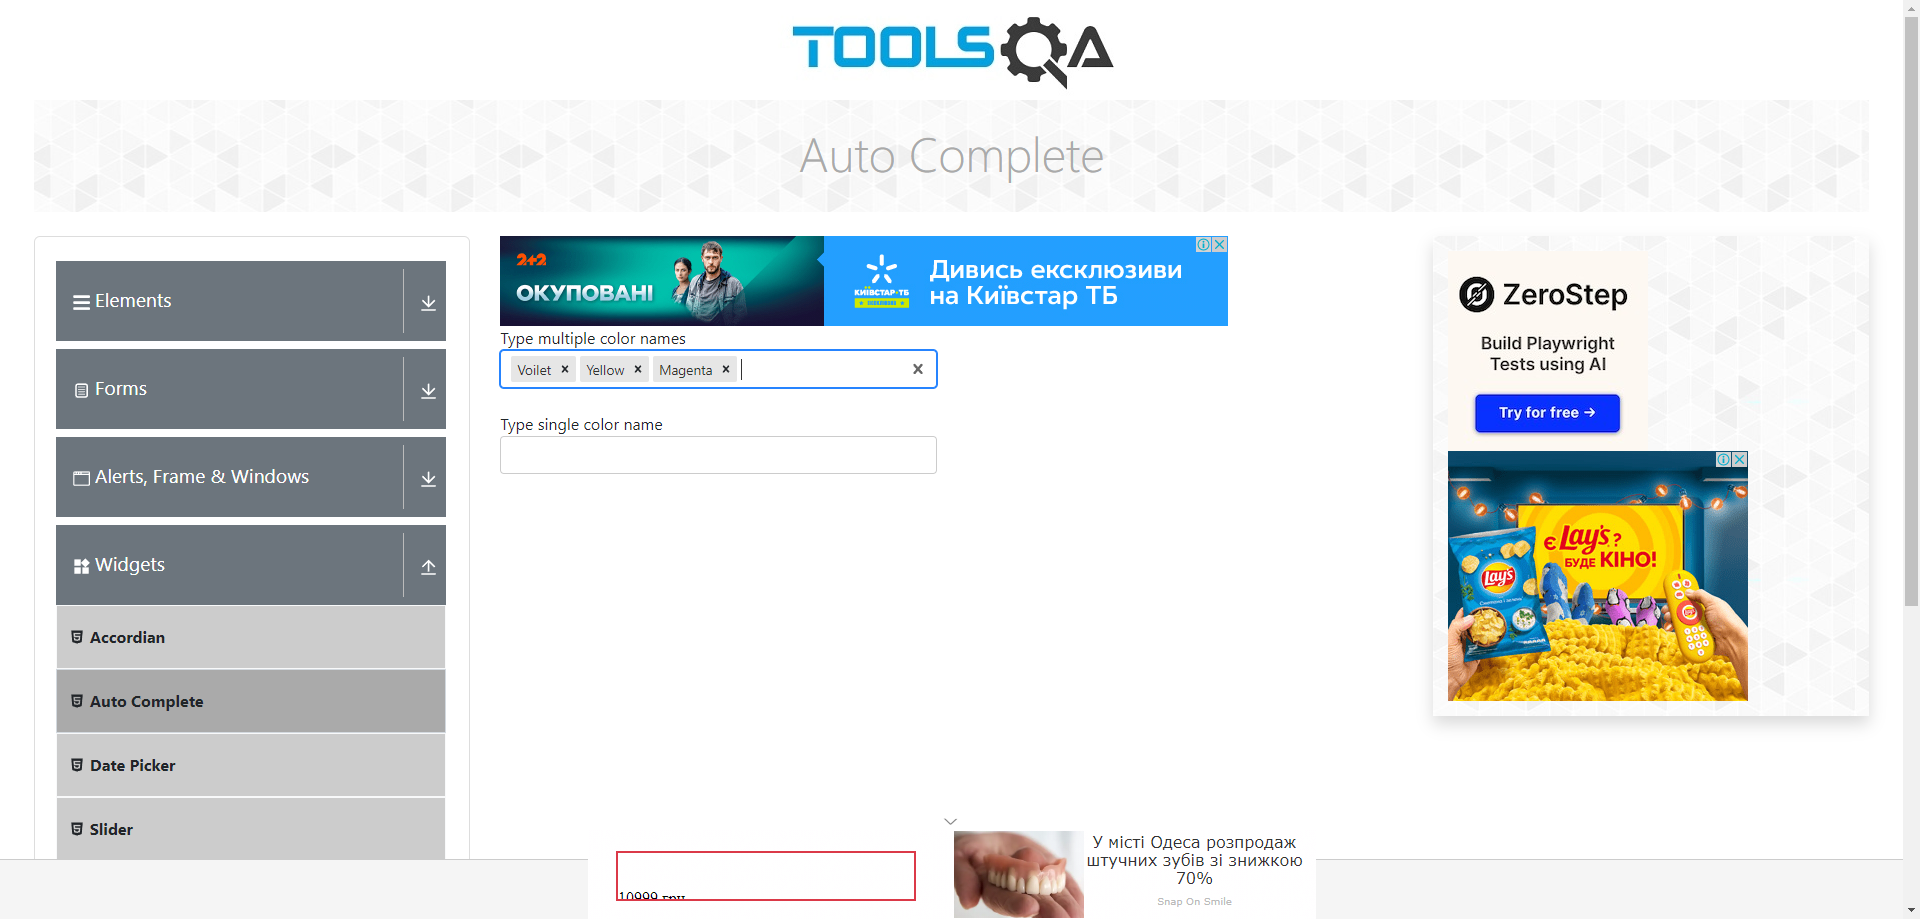 TOOLSQA
Auto Complete
Elements
Forms
Alerts, Frame & Windows
Widgets
Accordian
Auto Complete
Date Picker
Slider
2+2
ОКУПОВАНІ
КИЇВСТАР·ТБ
Дивись ексклюзиви
на Київстар ТБ
Type multiple color names
Voilet × Yellow × Magenta ×
Type single color name
ZeroStep
Build Playwright
Tests using AI
Try for free →
Є Lay's?
БУДЕ КІНО!
Lay's
10999 грн
У місті Одеса розпродаж
штучних зубів зі знижкою
70%
Snap On Smile